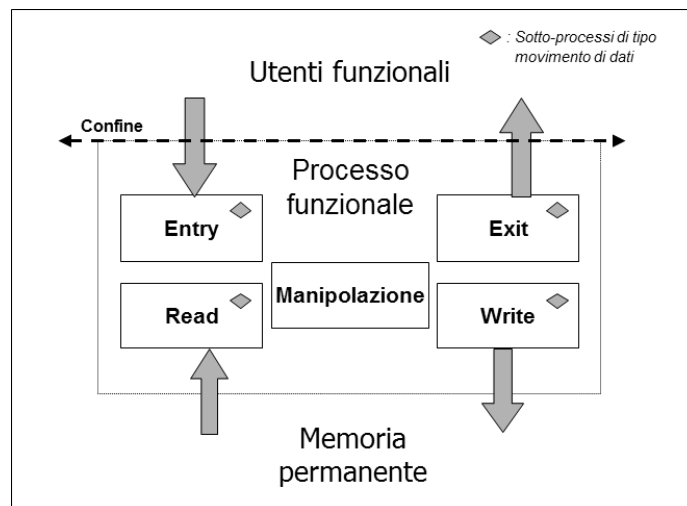 : Sotto-processi di tipo
movimento di dati
Utenti funzionali
Confine
Processo
funzionale
Entry
Exit
Manipolazione
Read
Write
Memoria
permanente